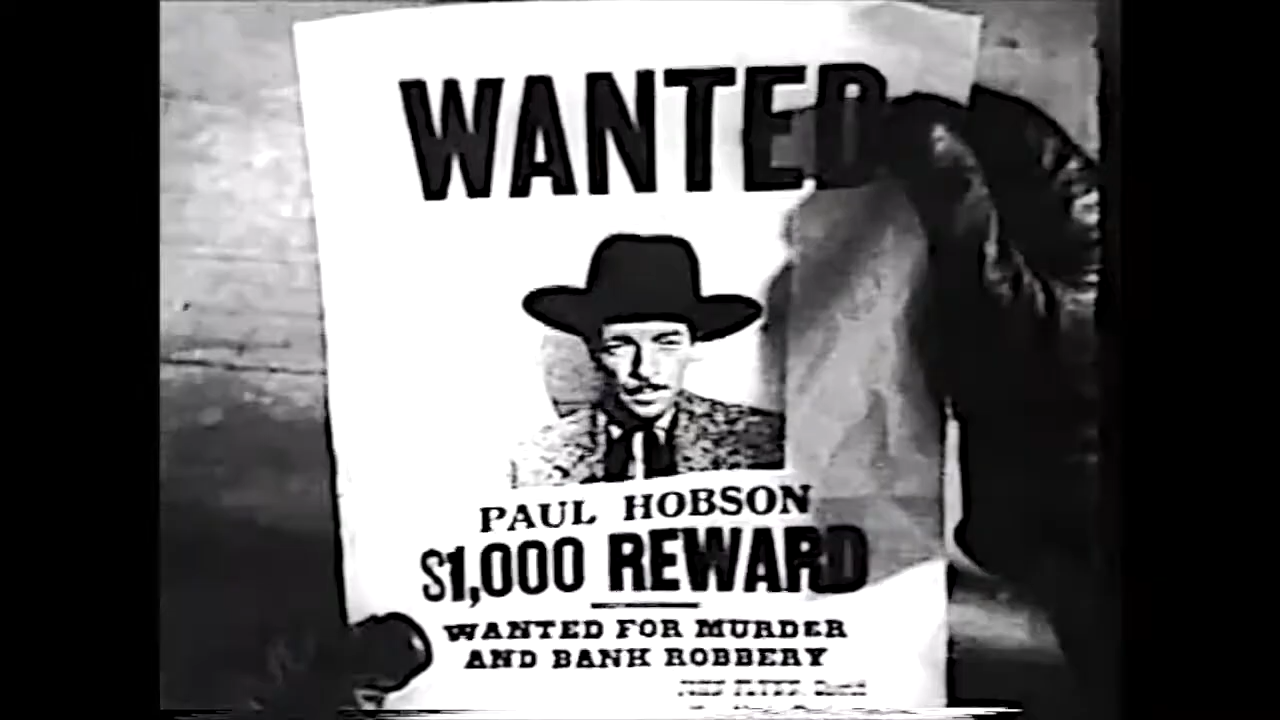 WANTED
PAUL HOBSON
$1,000 REWARD
WANTED FOR MURDER
AND BANK ROBBERY